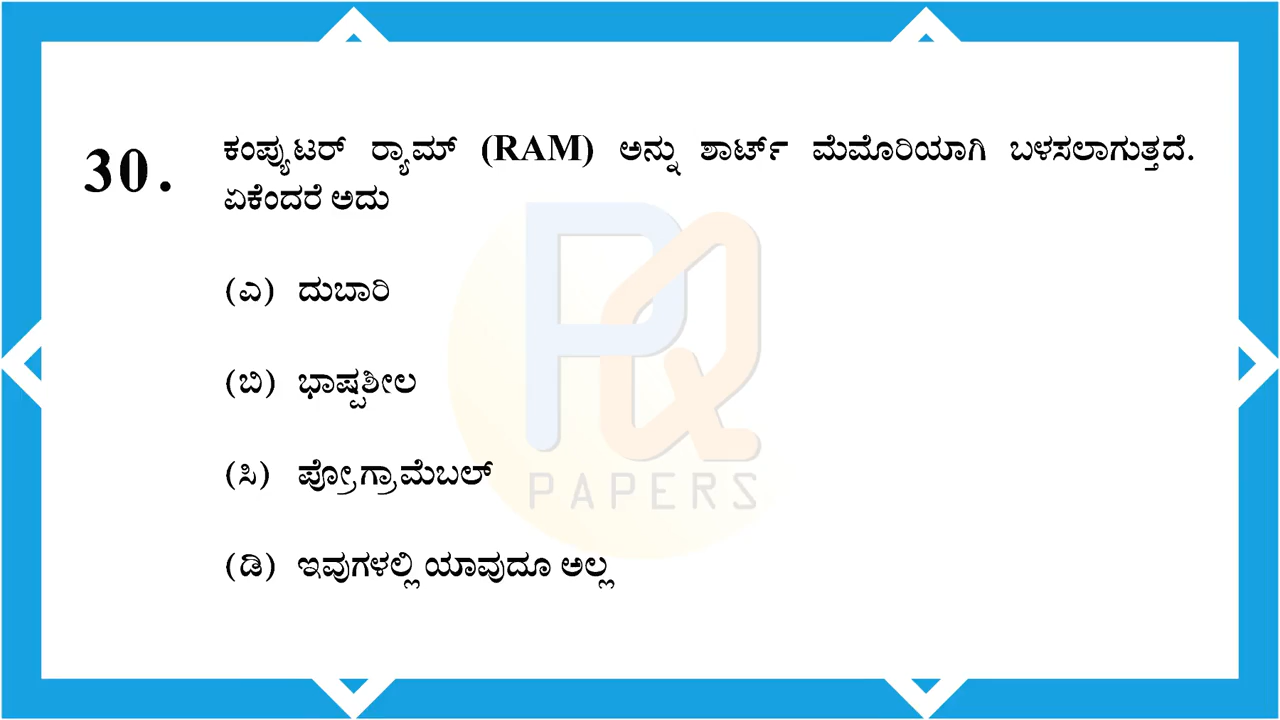 30. ಕಂಪ್ಯುಟರ್ ರ‍್ಯಾಮ್ (RAM) ಅನ್ನು ಶಾರ್ಟ್ ಮೆಮೊರಿಯಾಗಿ ಬಳಸಲಾಗುತ್ತದೆ.
ಏಕೆಂದರೆ ಅದು
(ಎ) ದುಬಾರಿ
(ಬಿ) ಭಾಷ್ಪಶೀಲ
(ಸಿ) ಪ್ರೋಗ್ರಾಮೆಬಲ್
PAPERS
(ಡಿ) ಇವುಗಳಲ್ಲಿ ಯಾವುದೂ ಅಲ್ಲ